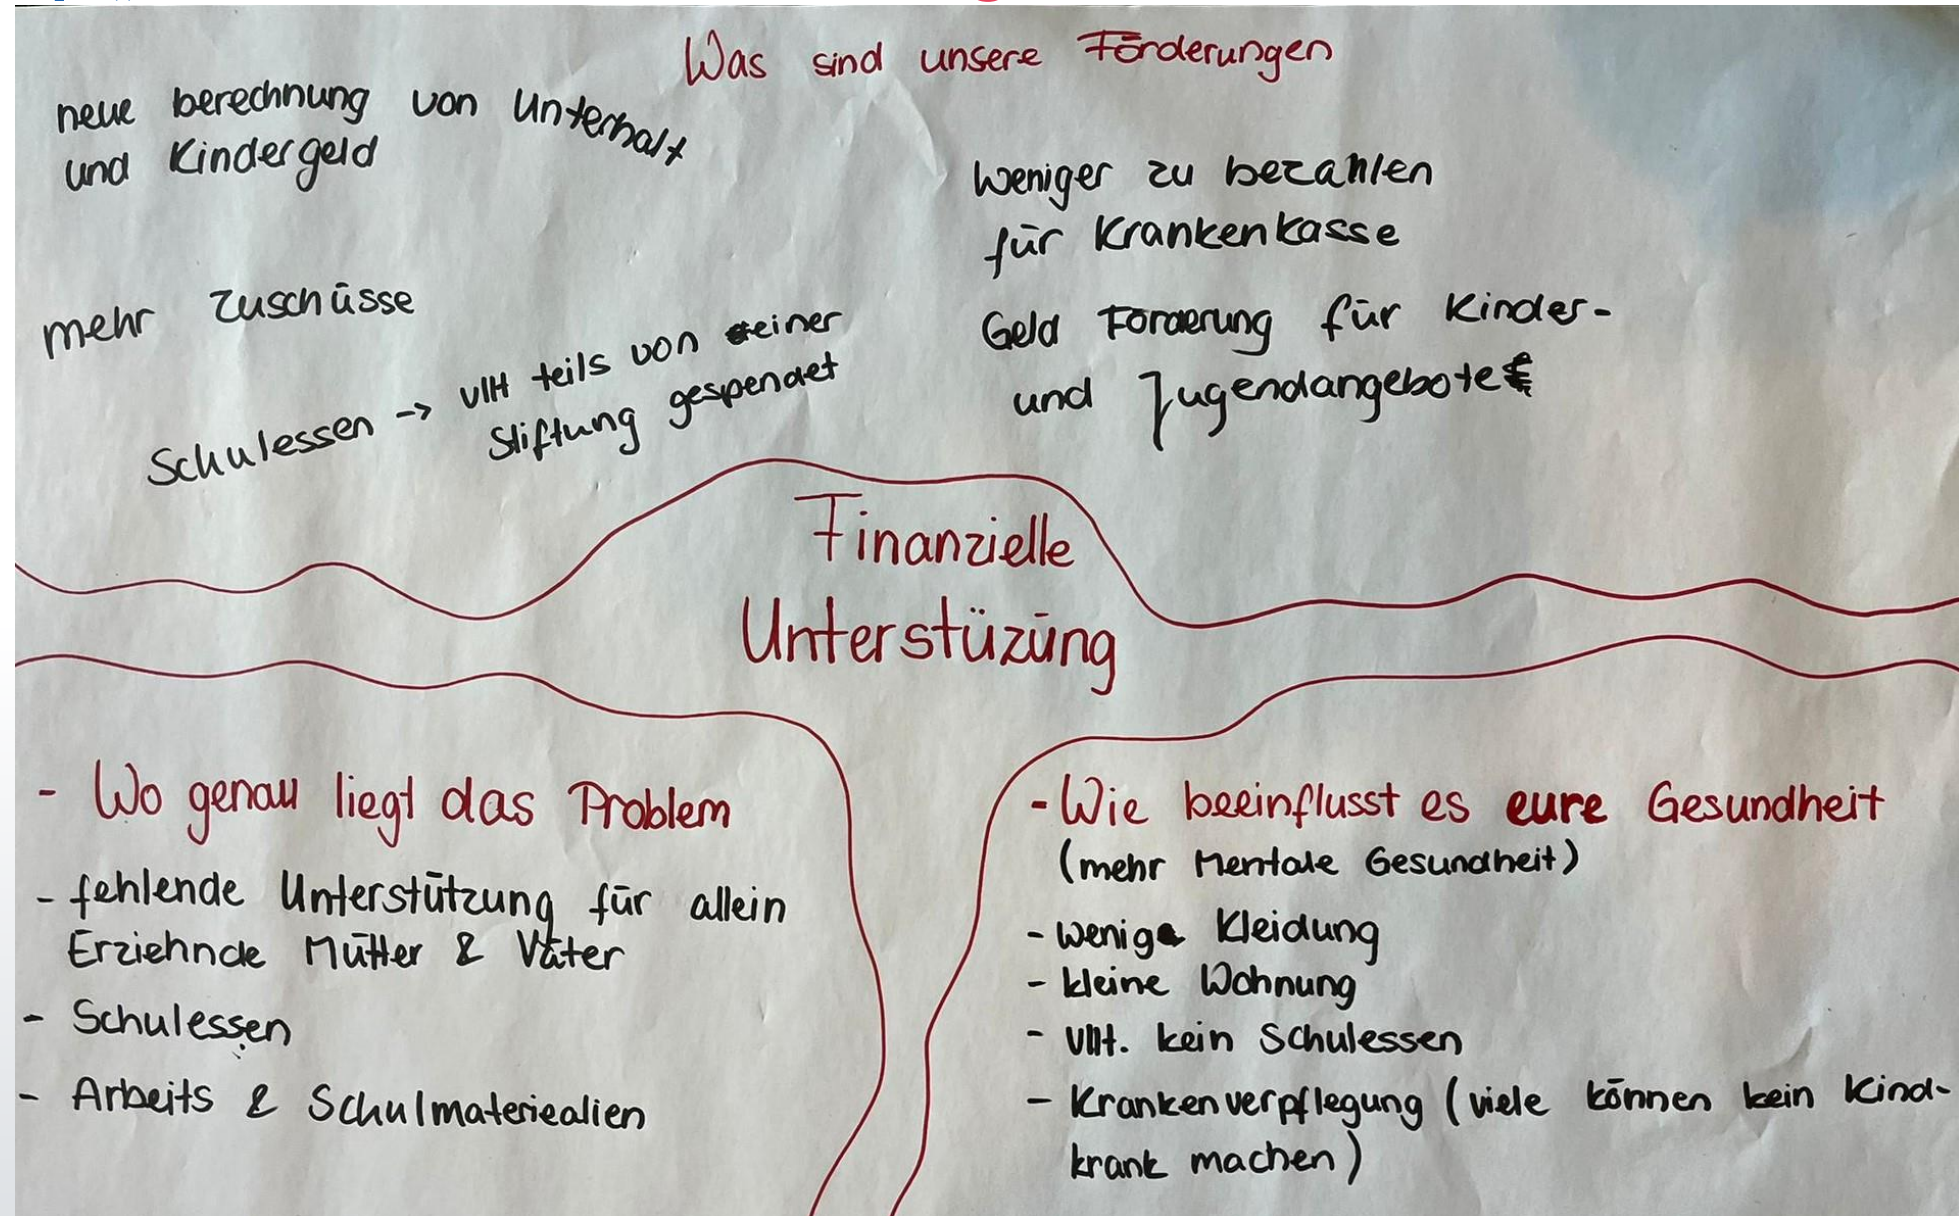 Was sind unsere Förderungen
neue berechnung von Unterhalt
und Kindergeld
mehr Zuschüsse
Schulessen -> vllt teils von einer
Stiftung gespendet
Weniger zu bezahlen
für Krankenkasse
Geld Förderung für Kinder-
und Jugendangebote
Finanzielle
Unterstüzüng
- Wo genau liegt das Problem
- fehlende Unterstützung für allein
Erziehnde Mütter & Väter
- Schulessen
- Arbeits & Schulmateriealien
- Wie beeinflusst es eure Gesundheit
(mehr Mentale Gesundheit)
- wenig Kleidung
- kleine Wohnung
- vllt. kein Schulessen
- Krankenverpflegung (viele können kein Kind-
krank machen)